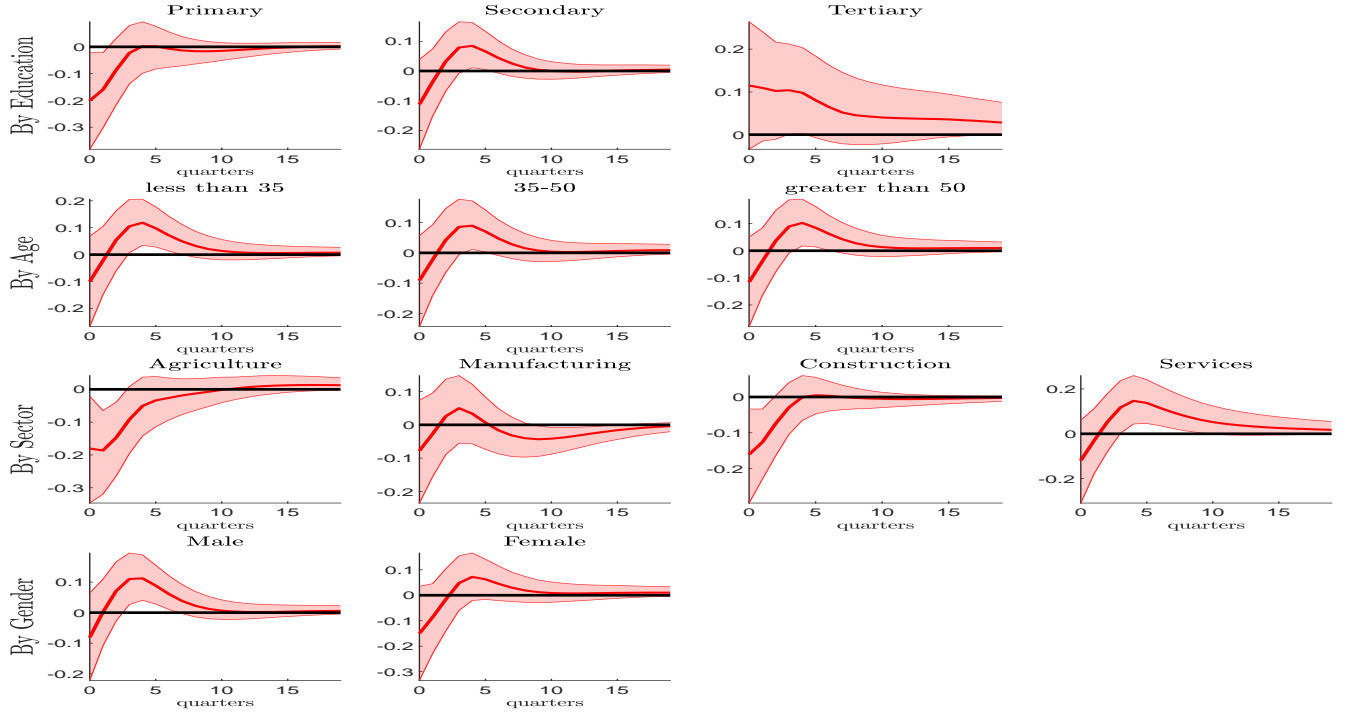 Primary Secondary Tertiary
By Education
0 -0.1 -0.2 -0.3
0 5 10 15
quarters
0.1 0 -0.1 -0.2
0 5 10 15
quarters
0.2 0.1 0
0 5 10 15
quarters
less than 35 35-50 greater than 50
By Age
0.2 0.1 0 -0.1 -0.2
0 5 10 15
quarters
0.1 0 -0.1 -0.2
0 5 10 15
quarters
0.1 0 -0.1 -0.2
0 5 10 15
quarters
Agriculture Manufacturing Construction Services
By Sector
0 -0.1 -0.2 -0.3
0 5 10 15
quarters
0.1 0 -0.1 -0.2
0 5 10 15
quarters
0 -0.1 -0.2
0 5 10 15
quarters
0.2 0 -0.2
0 5 10 15
quarters
Male Female
By Gender
0.1 0 -0.1 -0.2
0 5 10 15
quarters
0.1 0 -0.1 -0.2 -0.3
0 5 10 15
quarters